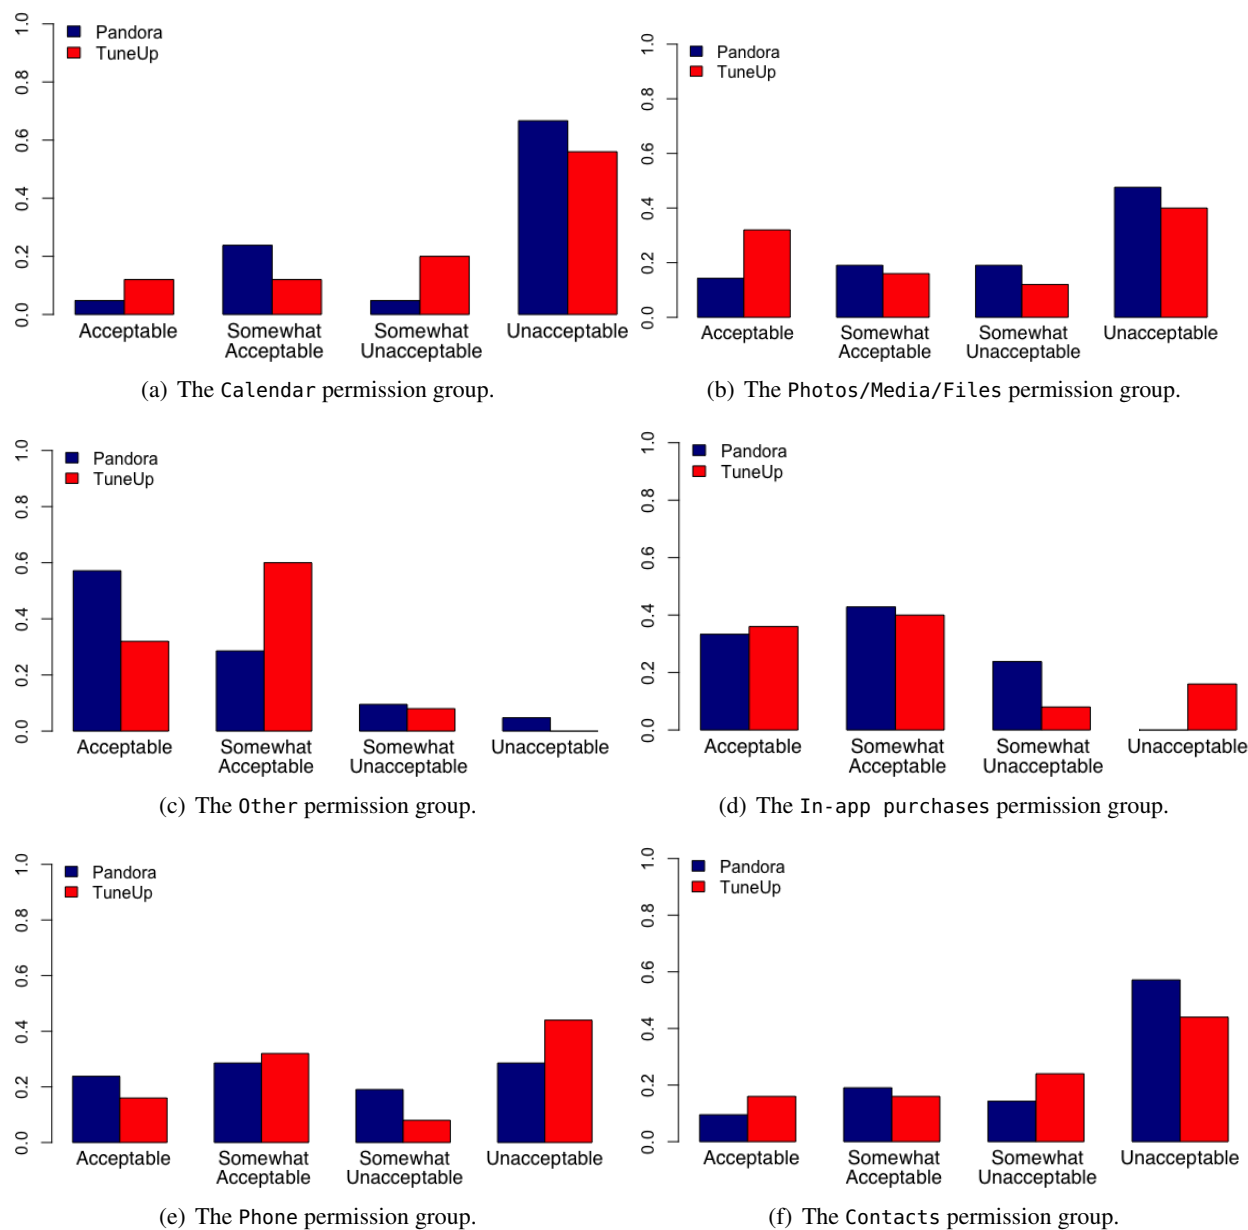 Pandora
TuneUp
0.0 0.2 0.4 0.6 0.8 1.0
Acceptable Somewhat Somewhat Unacceptable
Acceptable Unacceptable
(a) The Calendar permission group.
Pandora
TuneUp
0.0 0.2 0.4 0.6 0.8 1.0
Acceptable Somewhat Somewhat Unacceptable
Acceptable Unacceptable
(b) The Photos/Media/Files permission group.
Pandora
TuneUp
0.0 0.2 0.4 0.6 0.8 1.0
Acceptable Somewhat Somewhat Unacceptable
Acceptable Unacceptable
(c) The Other permission group.
Pandora
TuneUp
0.0 0.2 0.4 0.6 0.8 1.0
Acceptable Somewhat Somewhat Unacceptable
Acceptable Unacceptable
(d) The In-app purchases permission group.
Pandora
TuneUp
0.0 0.2 0.4 0.6 0.8 1.0
Acceptable Somewhat Somewhat Unacceptable
Acceptable Unacceptable
(e) The Phone permission group.
Pandora
TuneUp
0.0 0.2 0.4 0.6 0.8 1.0
Acceptable Somewhat Somewhat Unacceptable
Acceptable Unacceptable
(f) The Contacts permission group.